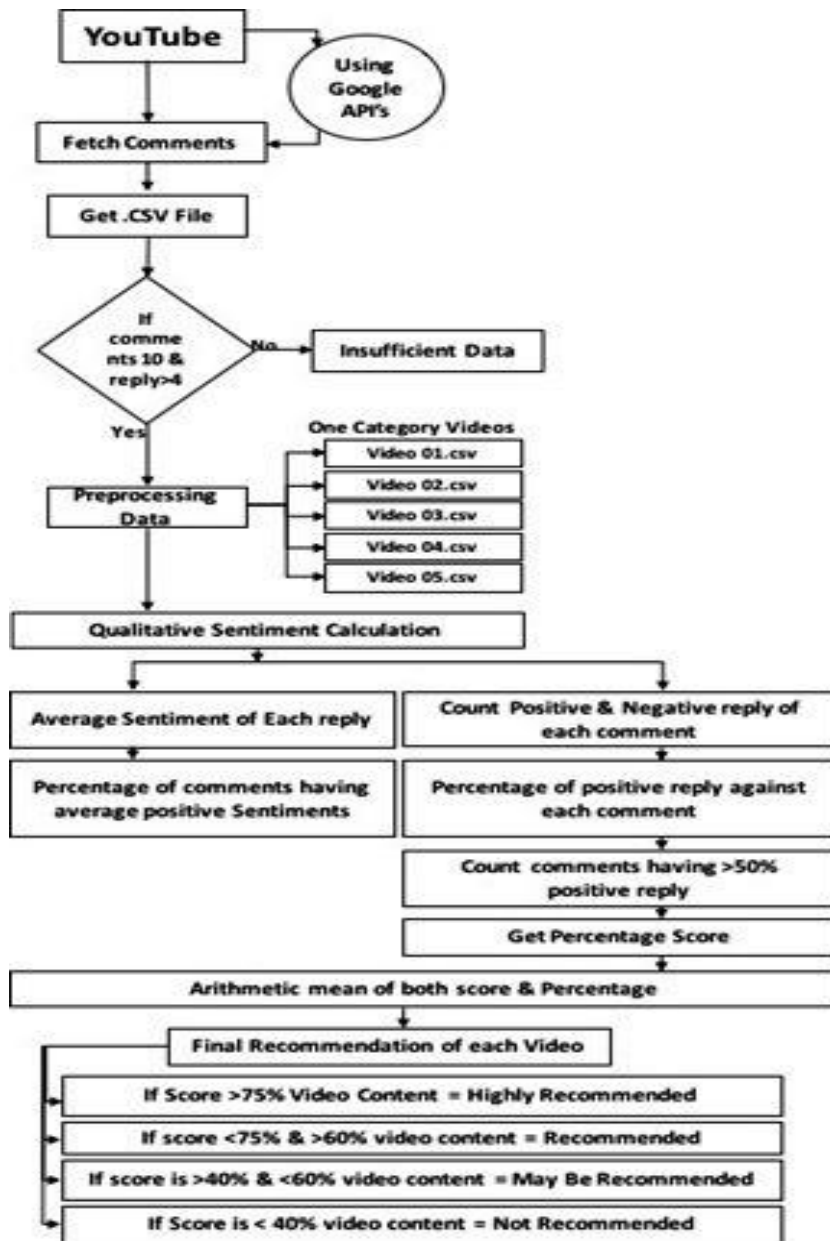 YouTube
Using
Google
API's
Fetch Comments
Get .CSV File
If
comme
nts 10 &
reply>4
No
Insufficient Data
Yes
One Category Videos
Video 01.csv
Video 02.csv
Video 03.csv
Video 04.csv
Video 05.csv
Preprocessing
Data
Qualitative Sentiment Calculation
Average Sentiment of Each reply
Percentage of comments having
average positive Sentiments
Count Positive & Negative reply of
each comment
Percentage of positive reply against
each comment
Count comments having >50%
positive reply
Get Percentage Score
Arithmetic mean of both score & Percentage
Final Recommendation of each Video
If Score >75% Video Content = Highly Recommended
If score <75% & >60% video content = Recommended
If score is >40% & <60% video content = May Be Recommended
If Score is < 40% video content = Not Recommended